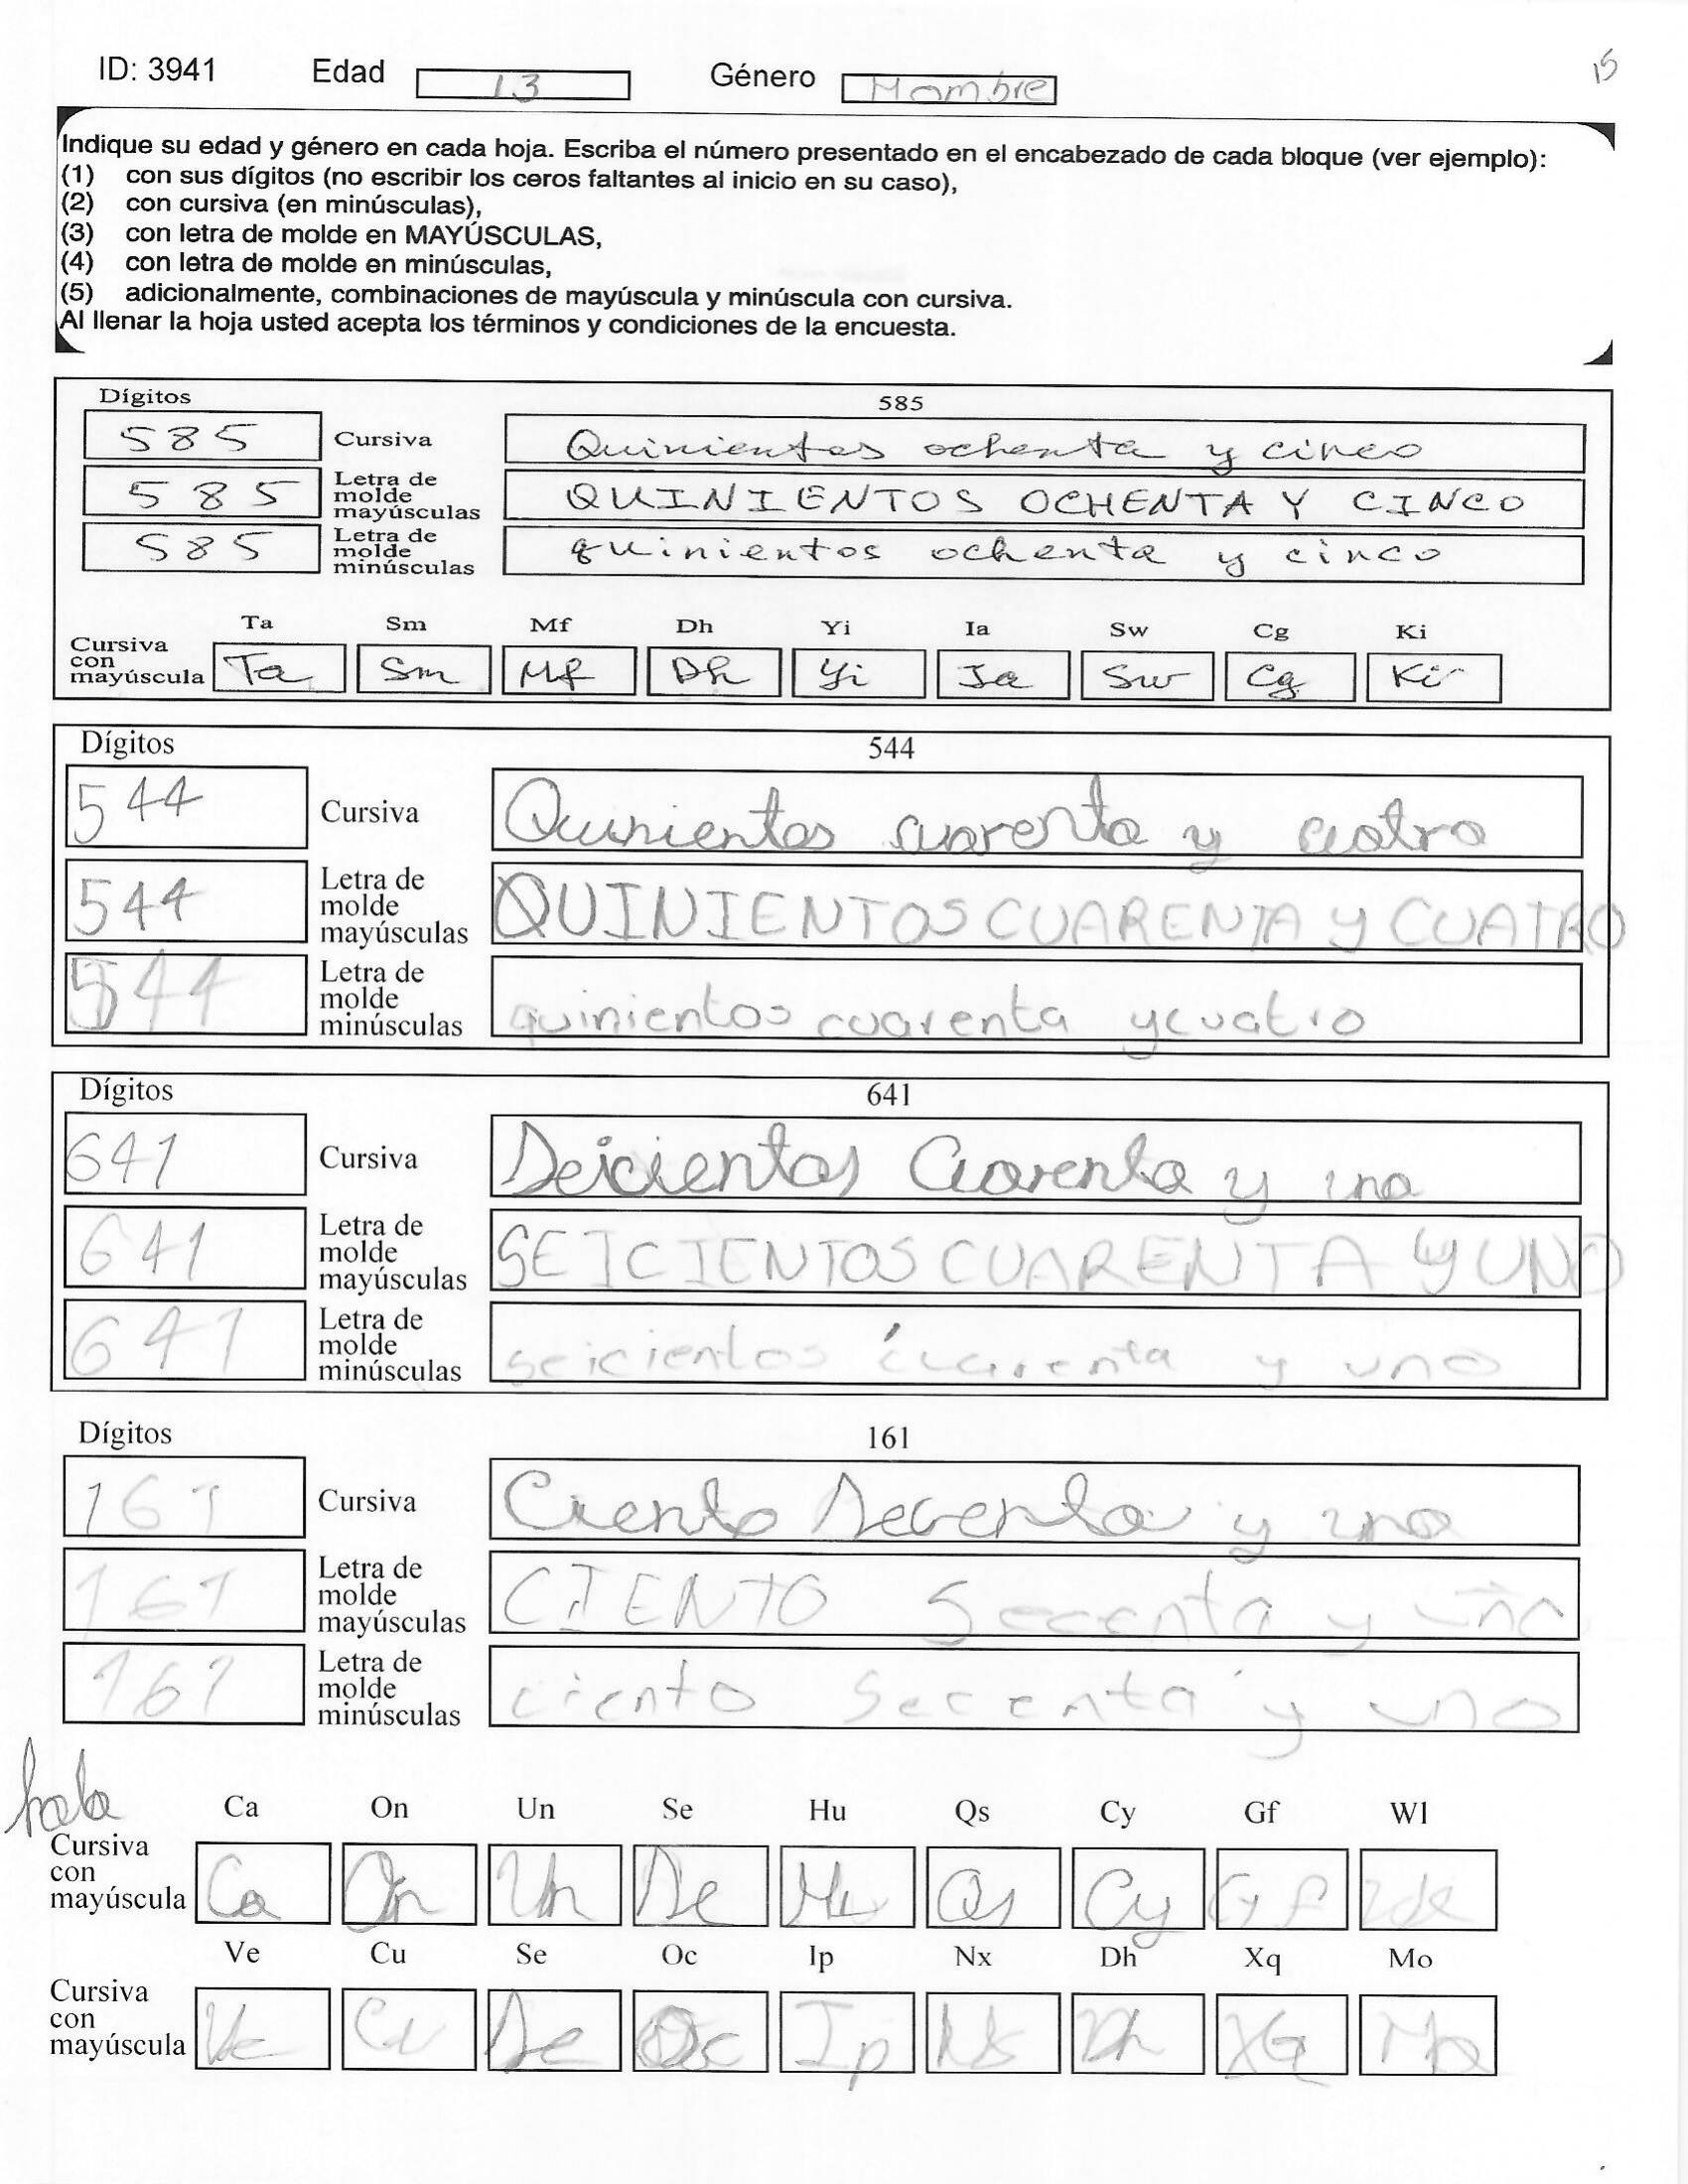 ID: 3941 Edad 13 Género Hombre 15
Indique su edad y género en cada hoja. Escriba el número presentado en el encabezado de cada bloque (ver ejemplo):
(1) con sus dígitos (no escribir los ceros faltantes al inicio en su caso),
(2) con cursiva (en minúsculas),
(3) con letra de molde en MAYÚSCULAS,
(4) con letra de molde en minúsculas,
(5) adicionalmente, combinaciones de mayúscula y minúscula con cursiva.
Al llenar la hoja usted acepta los términos y condiciones de la encuesta.
Dígitos 585
585 Cursiva Quinientos ochenta y cinco
585 Letra de molde mayúsculas QUINIENTOS OCHENTA Y CINCO
585 Letra de molde minúsculas quinientos ochenta y cinco
Ta Sm Mf Dh Yi Ia Sw Cg Ki
Cursiva con mayúscula Ta Sm Mf Dh Yi Ia Sw Cg Ki
Dígitos 544
544 Cursiva Quinientos cuarenta y cuatro
544 Letra de molde mayúsculas QUINIENTOS CUARENTA Y CUATRO
544 Letra de molde minúsculas quinientos cuarenta y cuatro
Dígitos 641
641 Cursiva Seicientos Cuarenta y uno
641 Letra de molde mayúsculas SEICIENTOS CUARENTA Y UNO
641 Letra de molde minúsculas seicientos cuarenta y uno
Dígitos 161
161 Cursiva Ciento Secenta y uno
161 Letra de molde mayúsculas CIENTO Secenta y uno
161 Letra de molde minúsculas ciento Secenta y uno
Ca On Un Se Hu Qs Cy Gf Wl
Cursiva con mayúscula Ca On Un Se Hu Qs Cy Gf
Ve Cu Se Oc Ip Nx Dh Xq Mo
Cursiva con mayúscula Ve Cu Se Oc Ip Nx Dh Xq Mo